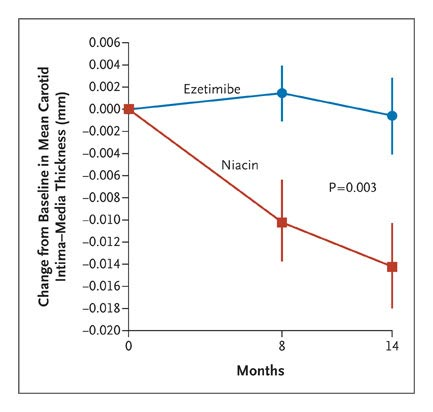 Change from Baseline in Mean Carotid
Intima–Media Thickness (mm)
0.006
0.004
0.002
0.000
−0.002
−0.004
−0.006
−0.008
−0.010
−0.012
−0.014
−0.016
−0.018
−0.020
Ezetimibe
Niacin
P=0.003
0
8
14
Months